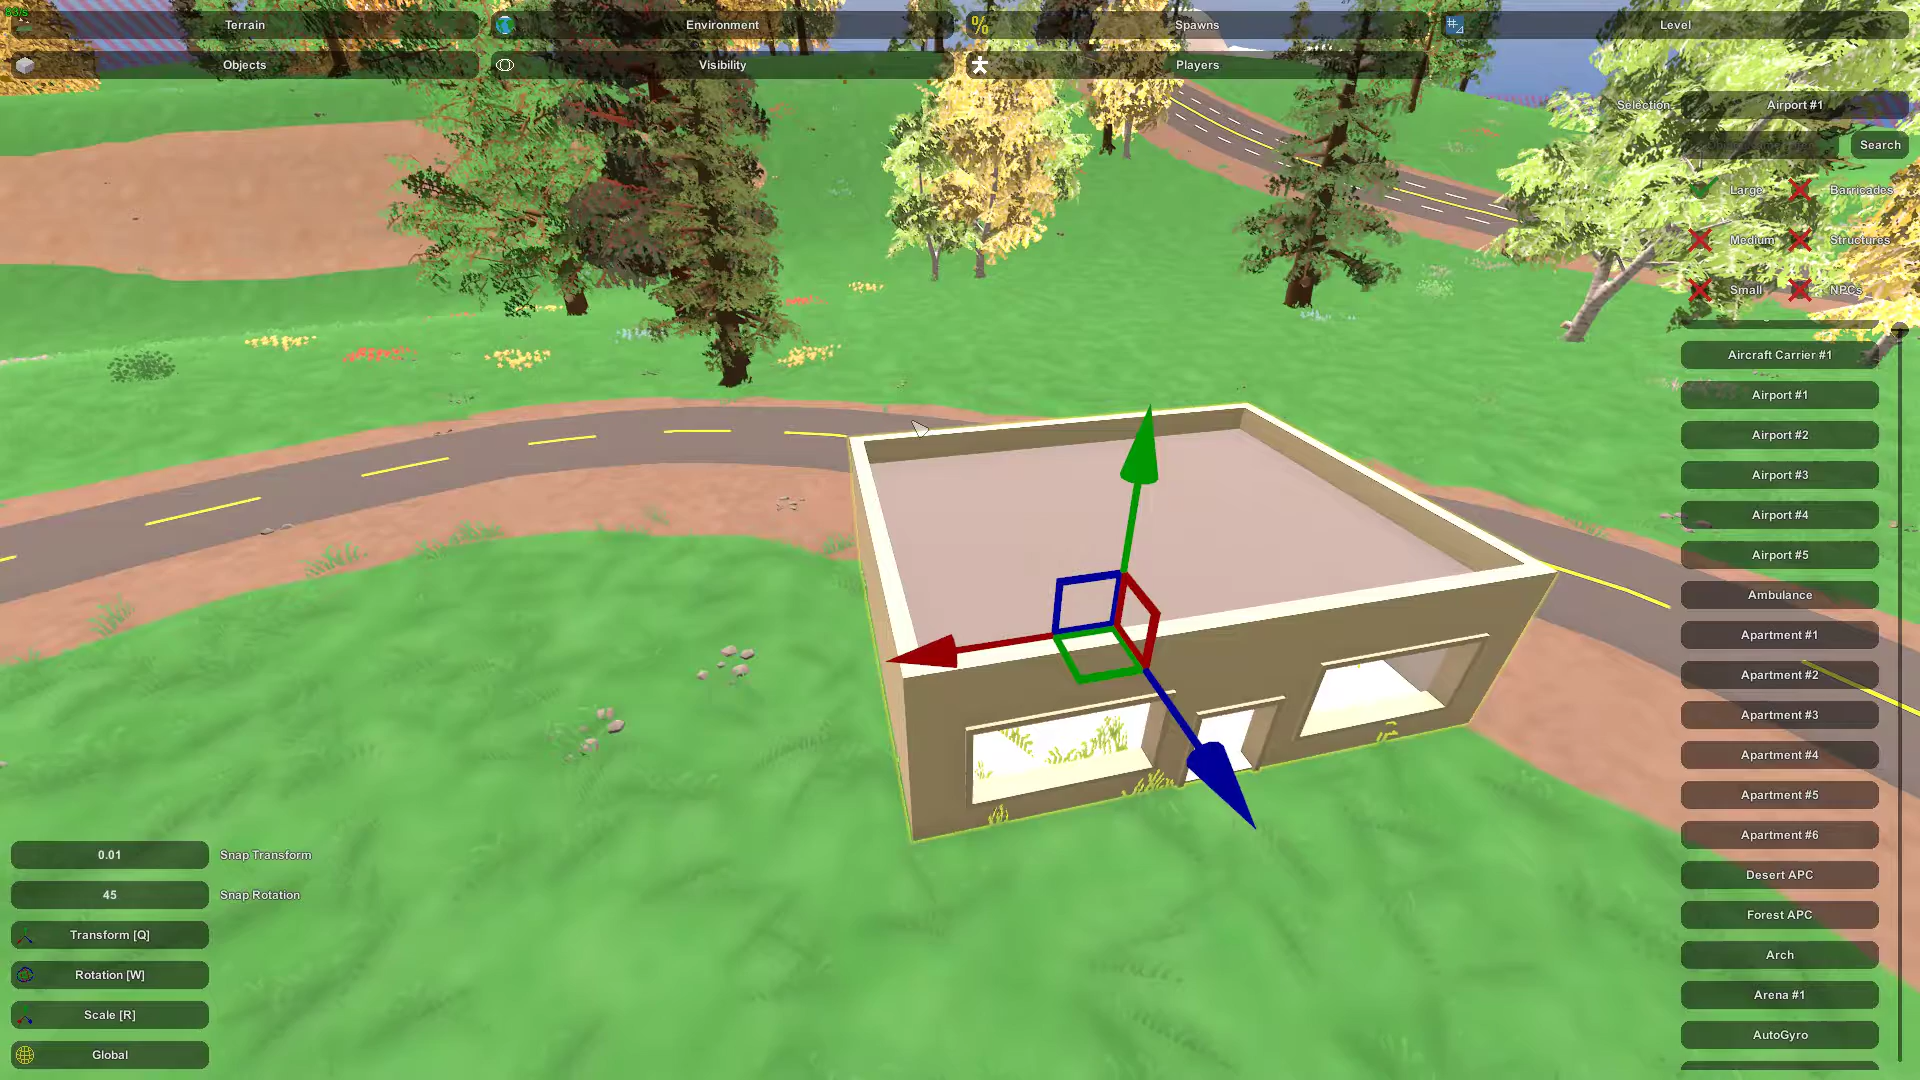 Terrain
Environment
Spawns
Level
Objects
Visibility
Players
Selection
Airport #1
Search
Large
Barricades
Medium
Structures
Small
NPCs
Aircraft Carrier #1
Airport #1
Airport #2
Airport #3
Airport #4
Airport #5
Ambulance
Apartment #1
Apartment #2
Apartment #3
Apartment #4
Apartment #5
Apartment #6
Desert APC
Forest APC
Arch
Arena #1
AutoGyro
0.01
Snap Transform
45
Snap Rotation
Transform [Q]
Rotation [W]
Scale [R]
Global